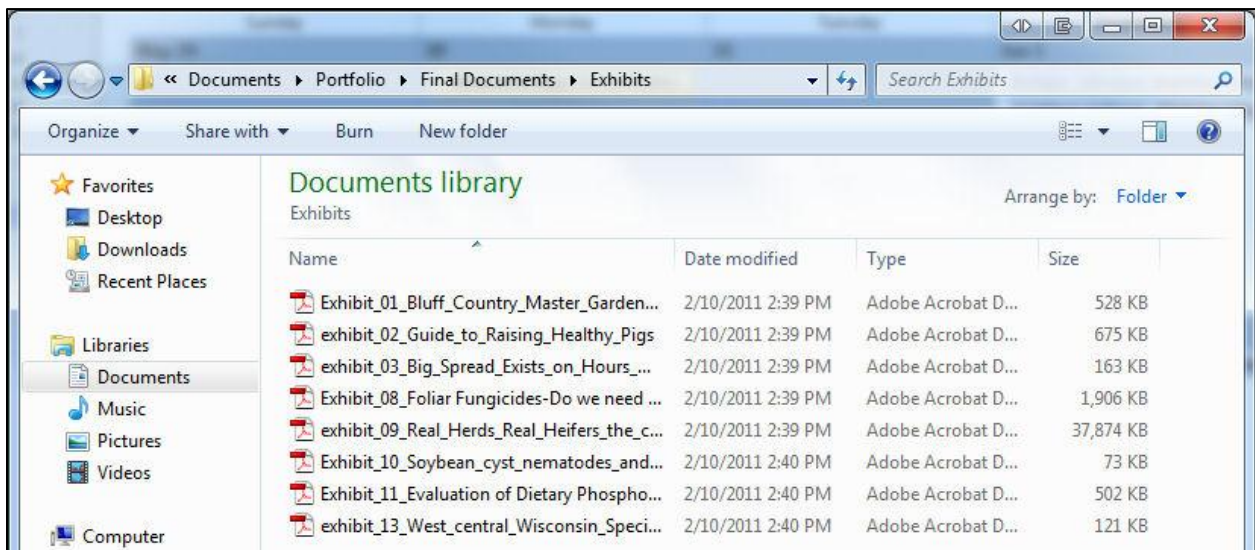 « Documents ▸ Portfolio ▸ Final Documents ▸ Exhibits Search Exhibits
Organize Share with Burn New folder
Favorites
Desktop
Downloads
Recent Places
Libraries
Documents
Music
Pictures
Videos
Computer
Documents library
Exhibits
Arrange by: Folder
Name Date modified Type Size
Exhibit_01_Bluff_Country_Master_Garden... 2/10/2011 2:39 PM Adobe Acrobat D... 528 KB
exhibit_02_Guide_to_Raising_Healthy_Pigs 2/10/2011 2:39 PM Adobe Acrobat D... 675 KB
exhibit_03_Big_Spread_Exists_on_Hours_... 2/10/2011 2:39 PM Adobe Acrobat D... 163 KB
Exhibit_08_Foliar Fungicides-Do we need ... 2/10/2011 2:39 PM Adobe Acrobat D... 1,906 KB
exhibit_09_Real_Herds_Real_Heifers_the_c... 2/10/2011 2:39 PM Adobe Acrobat D... 37,874 KB
Exhibit_10_Soybean_cyst_nematodes_and... 2/10/2011 2:40 PM Adobe Acrobat D... 73 KB
Exhibit_11_Evaluation of Dietary Phospho... 2/10/2011 2:40 PM Adobe Acrobat D... 502 KB
exhibit_13_West_central_Wisconsin_Speci... 2/10/2011 2:40 PM Adobe Acrobat D... 121 KB